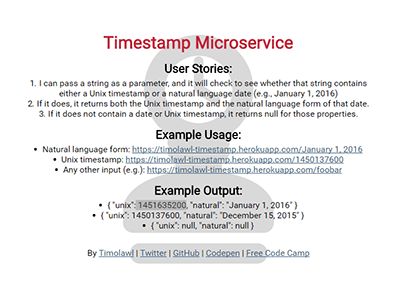 Timestamp Microservice
User Stories:
1. I can pass a string as a parameter, and it will check to see whether that string contains
either a Unix timestamp or a natural language date (e.g., January 1, 2016)
2. If it does, it returns both the Unix timestamp and the natural language form of that date.
3. If it does not contain a date or Unix timestamp, it returns null for those properties.
Example Usage:
• Natural language form: https://timolawl-timestamp.herokuapp.com/January 1, 2016
• Unix timestamp: https://timolawl-timestamp.herokuapp.com/1450137600
• Any other input (e.g.): https://timolawl-timestamp.herokuapp.com/foobar
Example Output:
• { "unix": 1451635200, "natural": "January 1, 2016" }
• { "unix": 1450137600, "natural": "December 15, 2015" }
• { "unix": null, "natural": null }
By Timolawl | Twitter | GitHub | Codepen | Free Code Camp